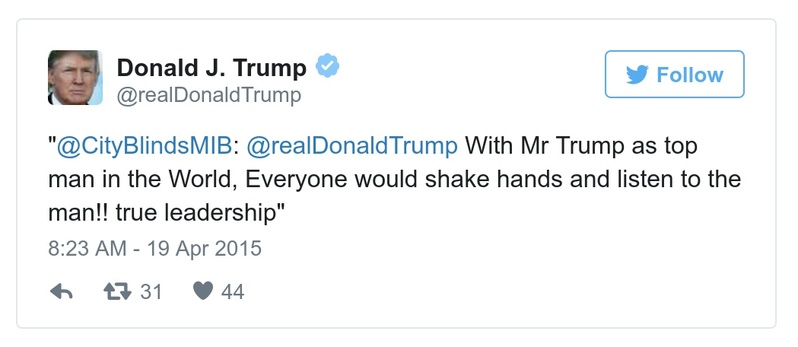 Donald J. Trump
@realDonaldTrump
Follow
"@CityBlindsMIB: @realDonaldTrump With Mr Trump as top
man in the World, Everyone would shake hands and listen to the
man!! true leadership"
8:23 AM - 19 Apr 2015
31 44